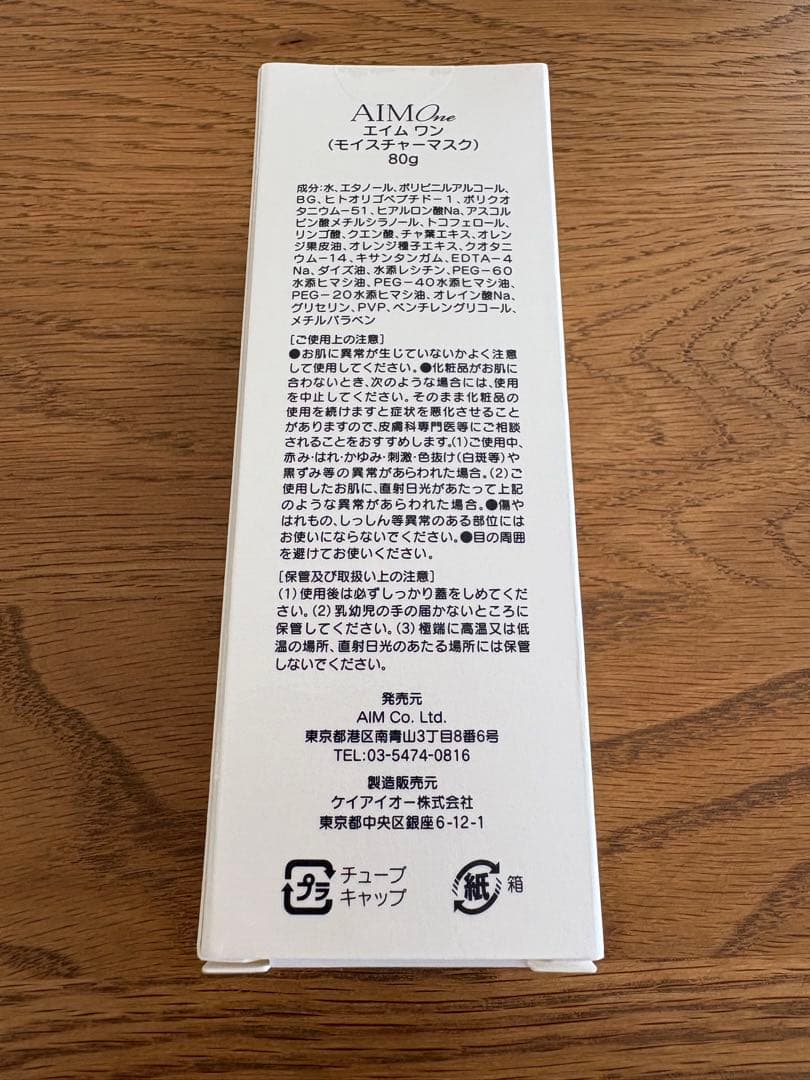 AIM One
エイム ワン
(モイスチャーマスク)
80g
成分:水、エタノール、ポリビニルアルコール、
BG、ヒトオリゴペプチド-1、ポリクオ
タニウム-51、ヒアルロン酸Na、アスコル
ビン酸メチルシラノール、トコフェロール、
リンゴ酸、クエン酸、チャ葉エキス、オレン
ジ果皮油、オレンジ種子エキス、クオタニ
ウム-14、キサンタンガム、EDTA-4
Na、ダイズ油、水添レシチン、PEG-60
水添ヒマシ油、PEG-40水添ヒマシ油、
PEG-20水添ヒマシ油、オレイン酸Na、
グリセリン、PVP、ペンチレングリコール、
メチルパラベン
[ご使用上の注意]
●お肌に異常が生じていないかよく注意
して使用してください。●化粧品がお肌に
合わないとき、次のような場合には、使用
を中止してください。そのまま化粧品の
使用を続けますと症状を悪化させること
がありますので、皮膚科専門医等にご相談
されることをおすすめします。(1)ご使用中、
赤み・はれ・かゆみ・刺激・色抜け(白斑等)や
黒ずみ等の異常があらわれた場合。(2)ご
使用したお肌に、直射日光があたって上記
のような異常があらわれた場合。●傷や
はれもの、しっしん等異常のある部位には
お使いにならないでください。●目の周囲
を避けてお使いください。
[保管及び取扱い上の注意]
(1)使用後は必ずしっかり蓋をしめてくだ
さい。(2)乳幼児の手の届かないところに
保管してください。(3)極端に高温又は低
温の場所、直射日光のあたる場所には保管
しないでください。
発売元
AIM Co. Ltd.
東京都港区南青山3丁目8番6号
TEL:03-5474-0816
製造販売元
ケイアイオー株式会社
東京都中央区銀座6-12-1
プラ チューブ
キャップ
紙 箱